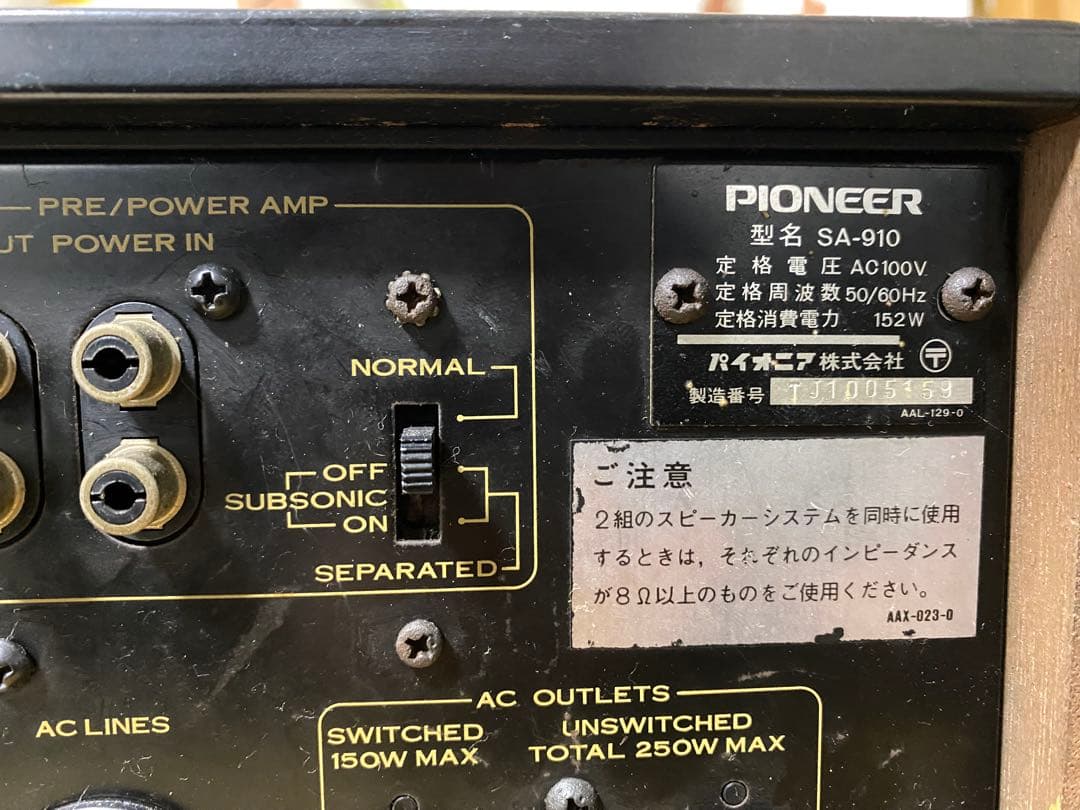 PRE/POWER AMP
UT POWER IN
NORMAL
OFF
SUBSONIC
ON
SEPARATED
PIONEER
型名 SA-910
定格電圧 AC100V
定格周波数 50/60Hz
定格消費電力 152W
パイオニア株式会社 〒
製造番号
AAL-129-0
ご注意
2組のスピーカーシステムを同時に使用
するときは,それぞれのインピーダンス
が8Ω以上のものをご使用ください。
AAX-023-0
AC LINES
AC OUTLETS
SWITCHED
150W MAX
UNSWITCHED
TOTAL 250W MAX